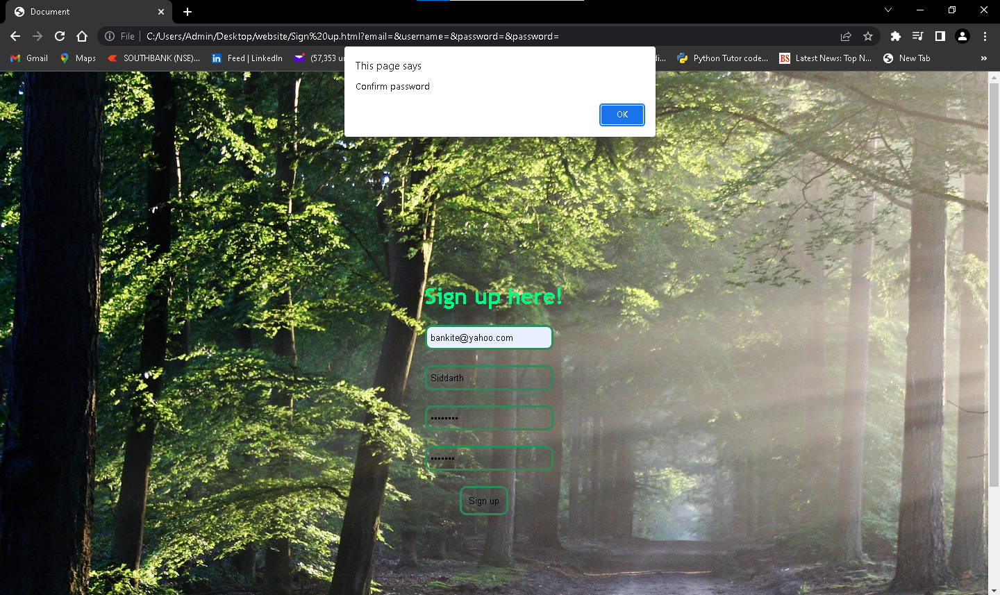 Document
File C:/Users/Admin/Desktop/website/Sign%20up.html?email=&username=&password=&password=
Gmail Maps SOUTHBANK (NSE)... Feed | LinkedIn (57,353 u di... Python Tutor code... BS Latest News: Top N... New Tab »
This page says
Confirm password
OK
Sign up here!
bankite@yahoo.com
Siddarth
••••••••
•••••••
Sign up